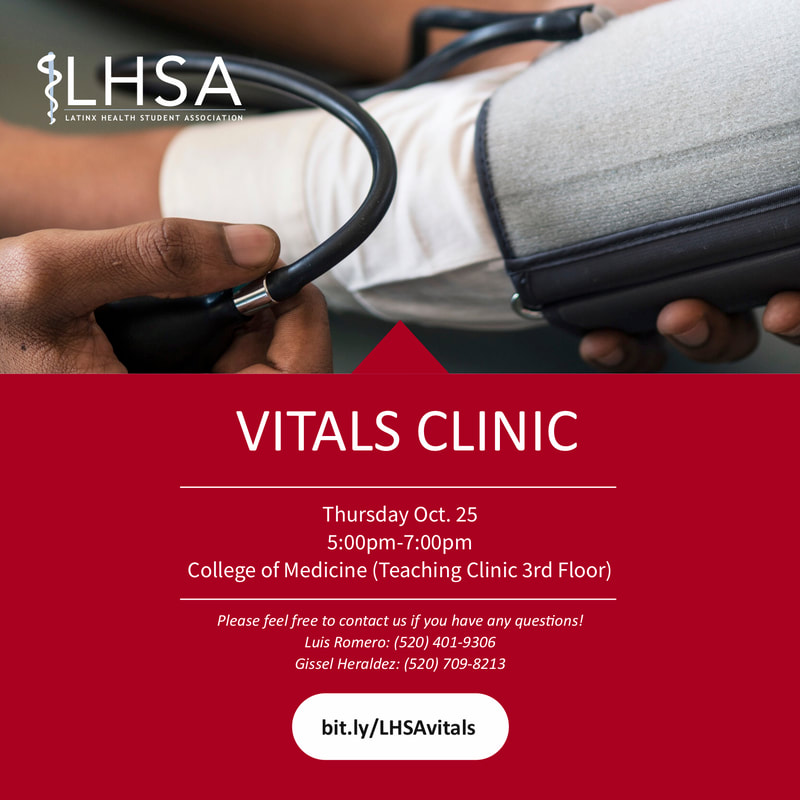 LHSA
LATINX HEALTH STUDENT ASSOCIATION
VITALS CLINIC
Thursday Oct. 25
5:00pm-7:00pm
College of Medicine (Teaching Clinic 3rd Floor)
Please feel free to contact us if you have any questions!
Luis Romero: (520) 401-9306
Gissel Heraldez: (520) 709-8213
bit.ly/LHSAvitals